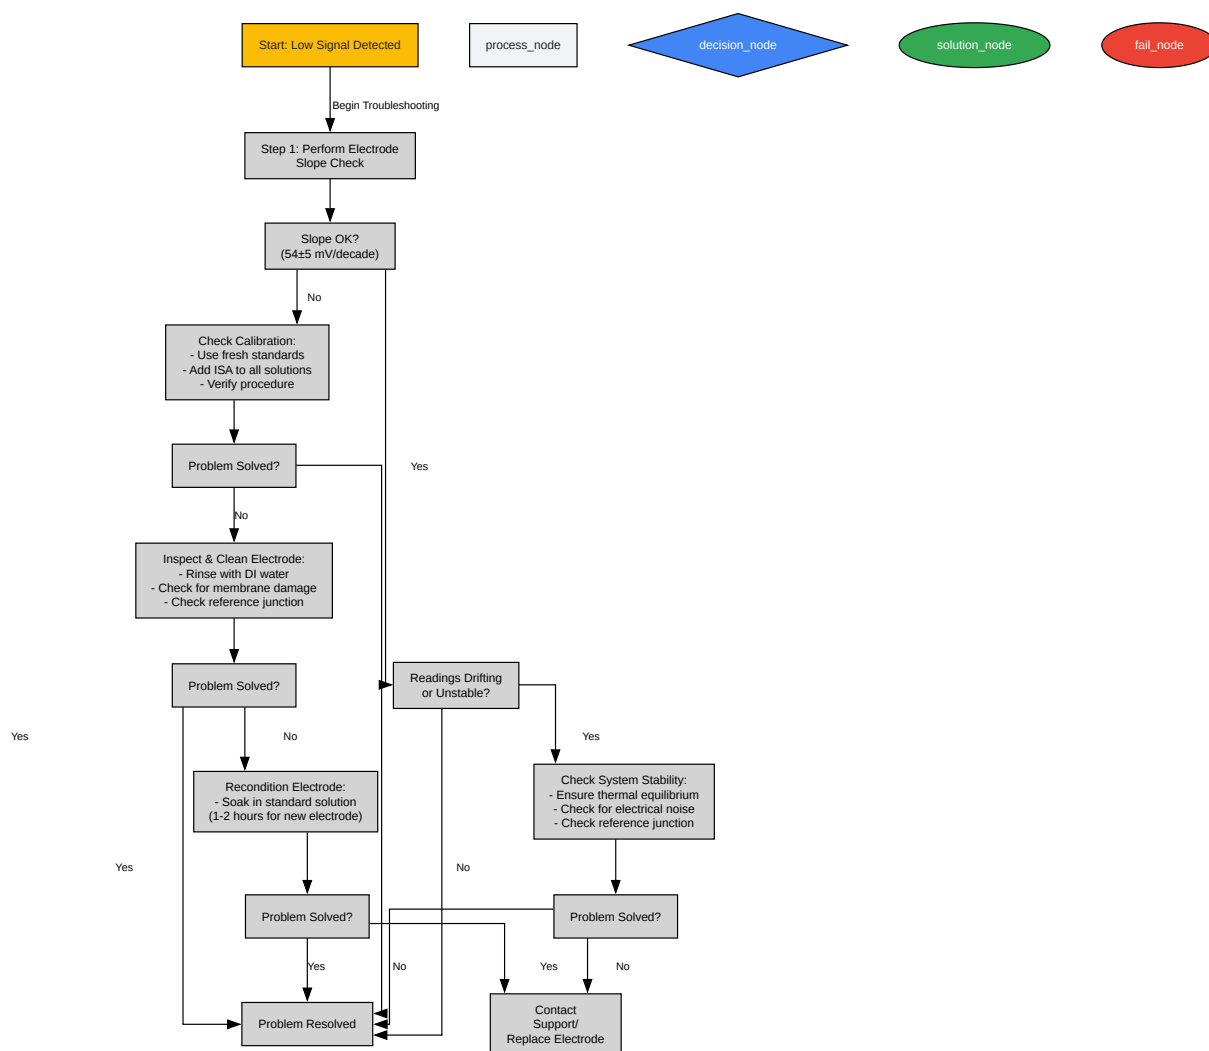 Start: Low Signal Detected
process_node
decision_node
solution_node
fail_node
Begin Troubleshooting
Step 1: Perform Electrode
Slope Check
Slope OK?
(54±5 mV/decade)
No
Check Calibration:
- Use fresh standards
- Add ISA to all solutions
- Verify procedure
Problem Solved?
Yes
No
Inspect & Clean Electrode:
- Rinse with DI water
- Check for membrane damage
- Check reference junction
Problem Solved?
Readings Drifting
or Unstable?
Yes
No
Yes
Recondition Electrode:
- Soak in standard solution
(1-2 hours for new electrode)
Check System Stability:
- Ensure thermal equilibrium
- Check for electrical noise
- Check reference junction
Yes
No
Problem Solved?
Problem Solved?
Yes
No
Yes
No
Problem Resolved
Contact
Support/
Replace Electrode